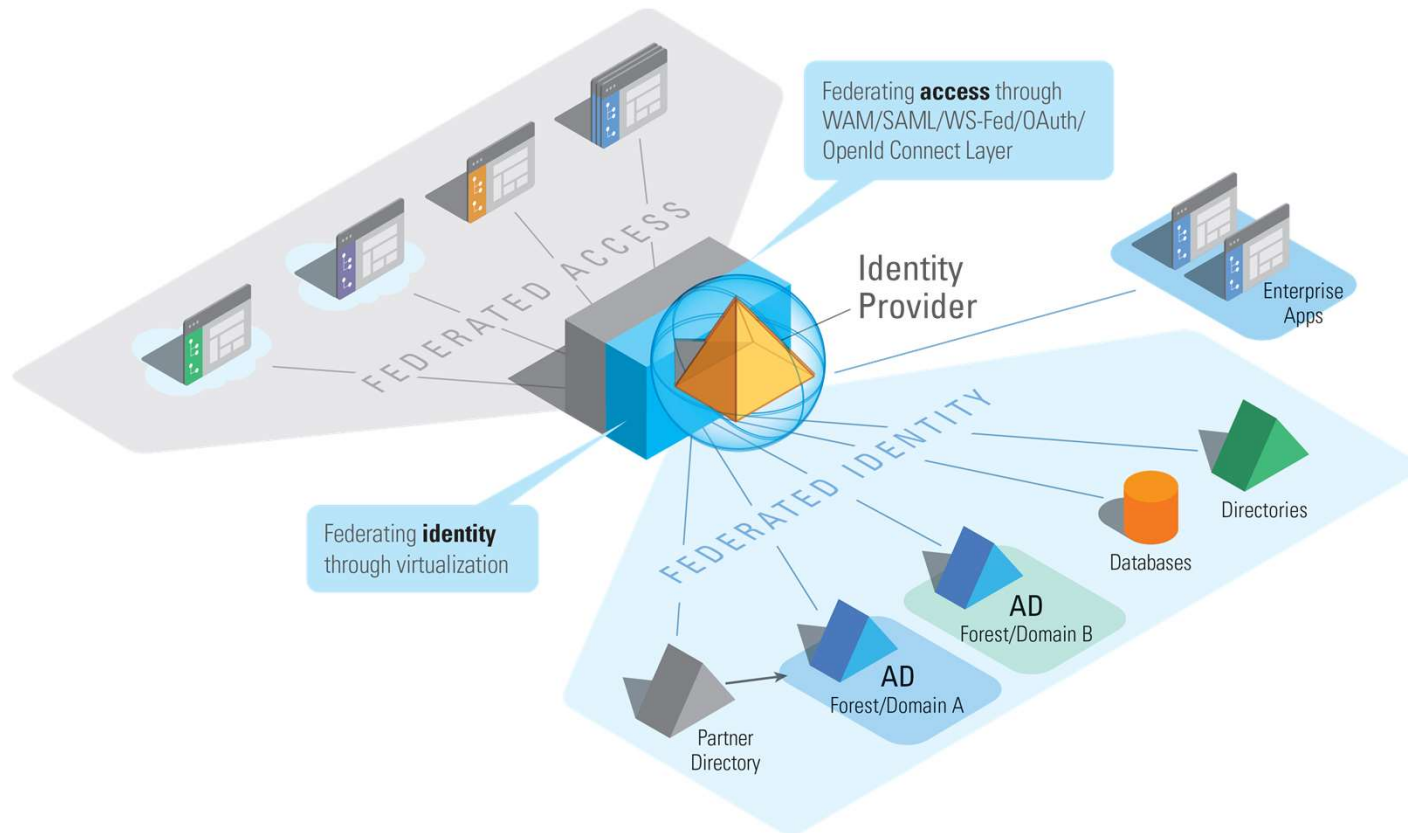 Federating access through
WAM/SAML/WS-Fed/OAuth/
OpenId Connect Layer
FEDERATED ACCESS
Identity
Provider
Enterprise
Apps
FEDERATED IDENTITY
Federating identity
through virtualization
Directories
Databases
AD
Forest/Domain B
AD
Forest/Domain A
Partner
Directory